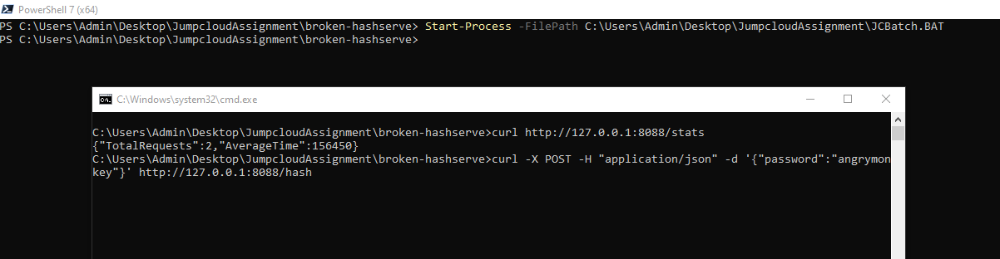 PowerShell 7 (x64)
PS C:\Users\Admin\Desktop\JumpcloudAssignment\broken-hashserve> Start-Process -FilePath C:\Users\Admin\Desktop\JumpcloudAssignment\JCBatch.BAT
PS C:\Users\Admin\Desktop\JumpcloudAssignment\broken-hashserve>
C:\Windows\system32\cmd.exe
C:\Users\Admin\Desktop\JumpcloudAssignment\broken-hashserve>curl http://127.0.0.1:8088/stats
{"TotalRequests":2,"AverageTime":156450}
C:\Users\Admin\Desktop\JumpcloudAssignment\broken-hashserve>curl -X POST -H "application/json" -d '{"password":"angrymon
key"}' http://127.0.0.1:8088/hash